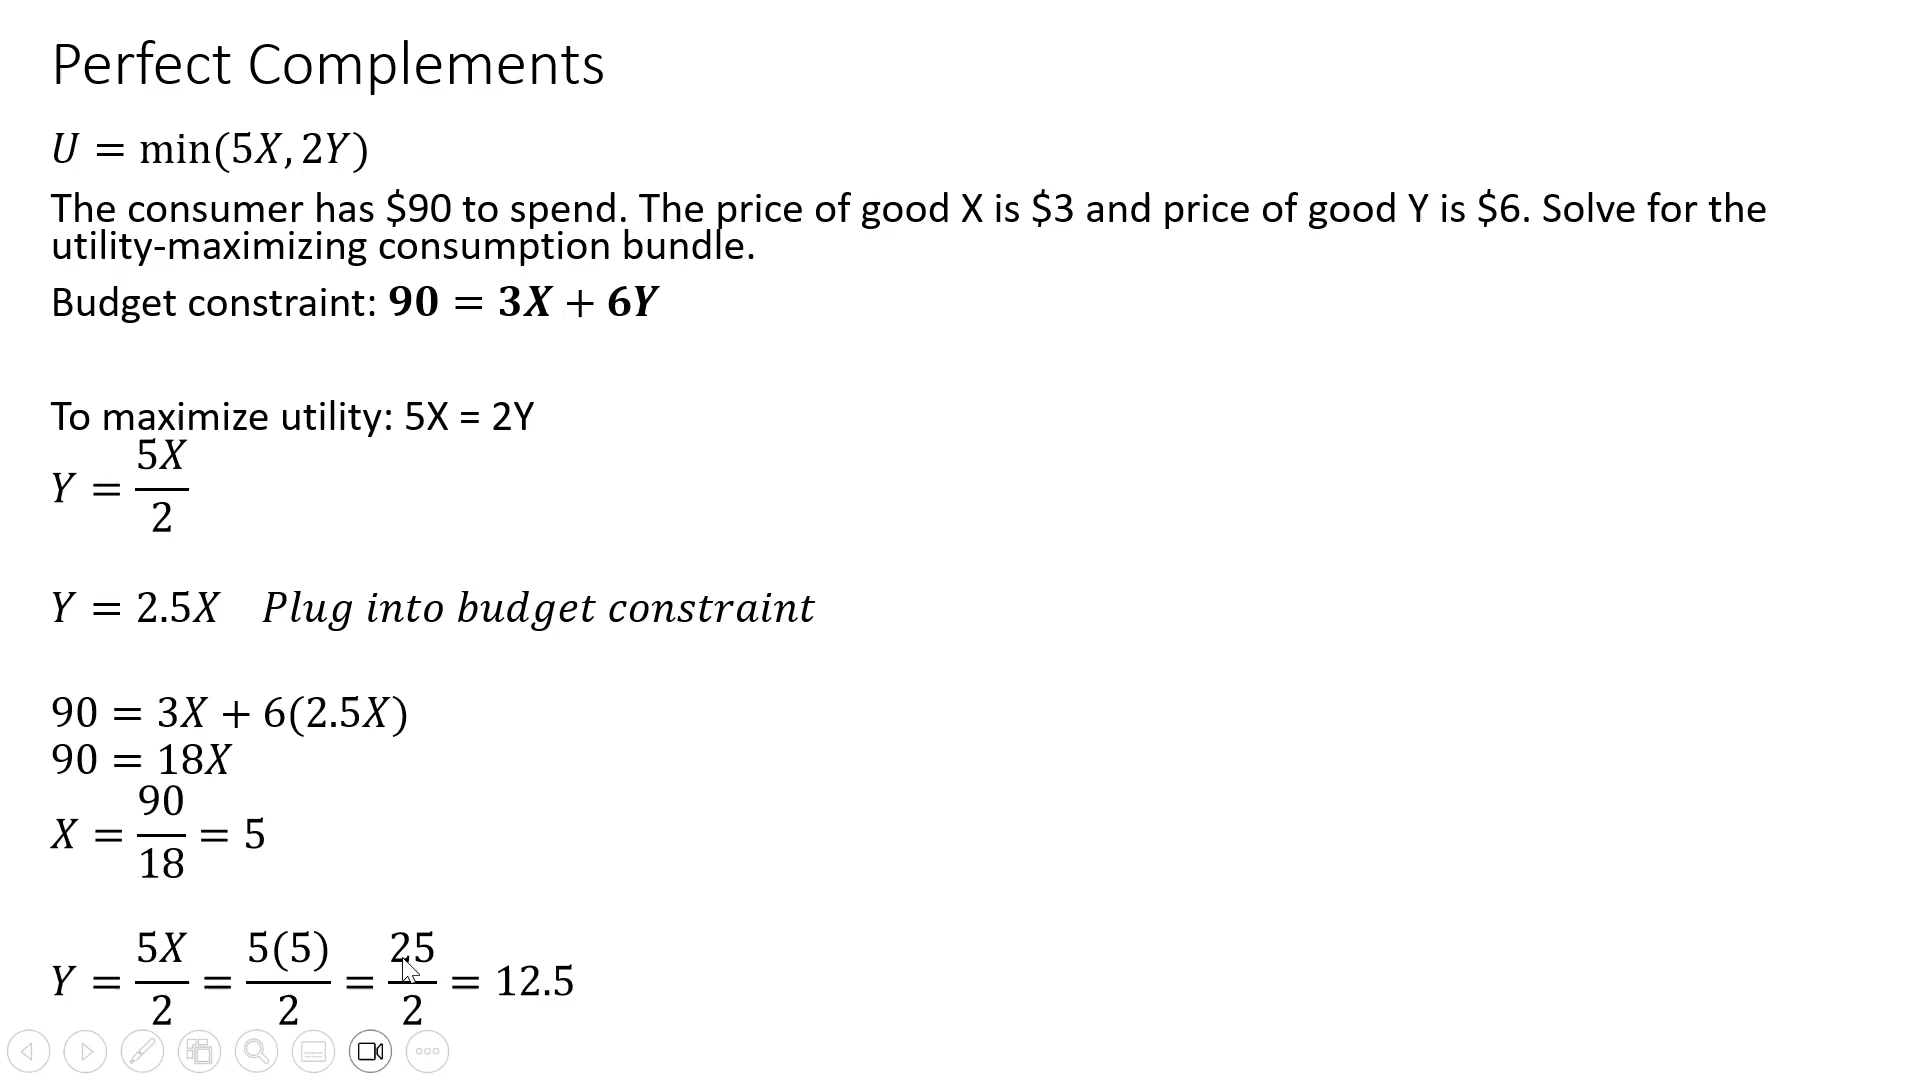 Perfect Complements
U = min(5X, 2Y)
The consumer has $90 to spend. The price of good X is $3 and price of good Y is $6. Solve for the
utility-maximizing consumption bundle.
Budget constraint: 90 = 3X + 6Y
To maximize utility: 5X = 2Y
Y = 5X/2
Y = 2.5X Plug into budget constraint
90 = 3X + 6(2.5X)
90 = 18X
X = 90/18 = 5
Y = 5X/2 = 5(5)/2 = 25/2 = 12.5